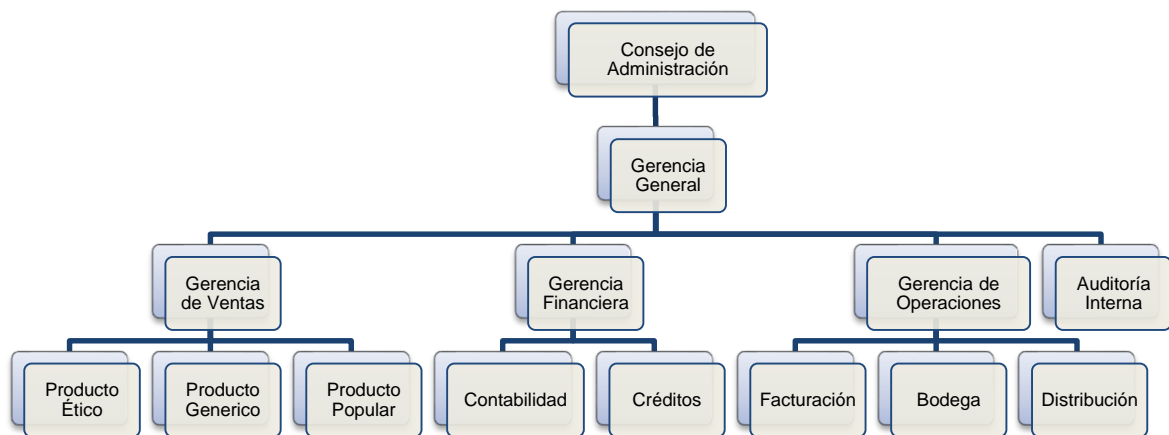 Consejo de
Administración
Gerencia
General
Gerencia
de Ventas
Gerencia
Financiera
Gerencia de
Operaciones
Auditoría
Interna
Producto
Ético
Producto
Generico
Producto
Popular
Contabilidad
Créditos
Facturación
Bodega
Distribución